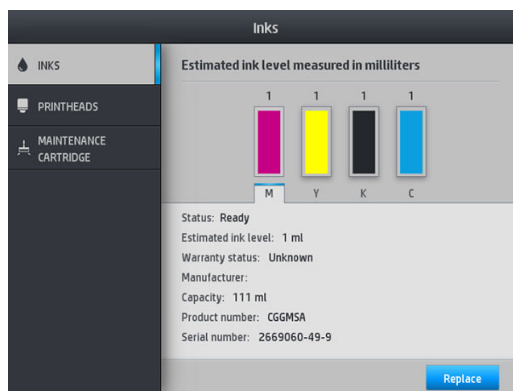 Inks
INKS
PRINTHEADS
MAINTENANCE
CARTRIDGE
Estimated ink level measured in milliliters
1 1 1 1
M Y K C
Status: Ready
Estimated ink level: 1 ml
Warranty status: Unknown
Manufacturer:
Capacity: 111 ml
Product number: CGGMSA
Serial number: 2669060-49-9
Replace